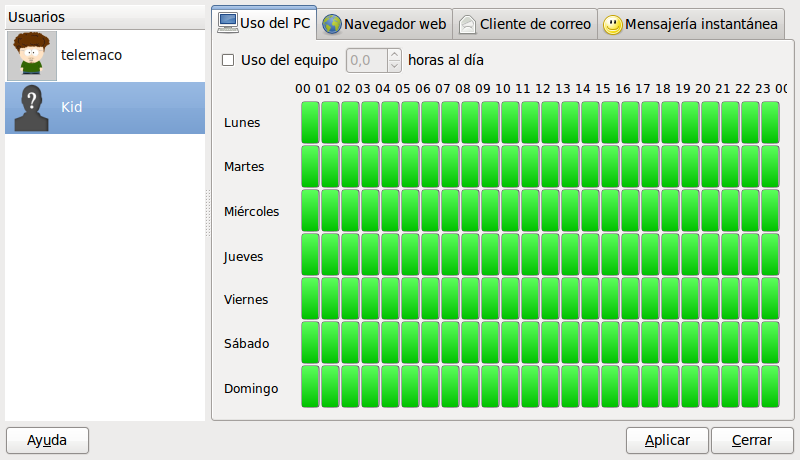 Usuarios
telemaco
Kid
Uso del PC
Navegador web
Cliente de correo
Mensajería instantánea
Uso del equipo 0,0 horas al día
00 01 02 03 04 05 06 07 08 09 10 11 12 13 14 15 16 17 18 19 20 21 22 23
Lunes
Martes
Miércoles
Jueves
Viernes
Sábado
Domingo
Ayuda
Aplicar
Cerrar